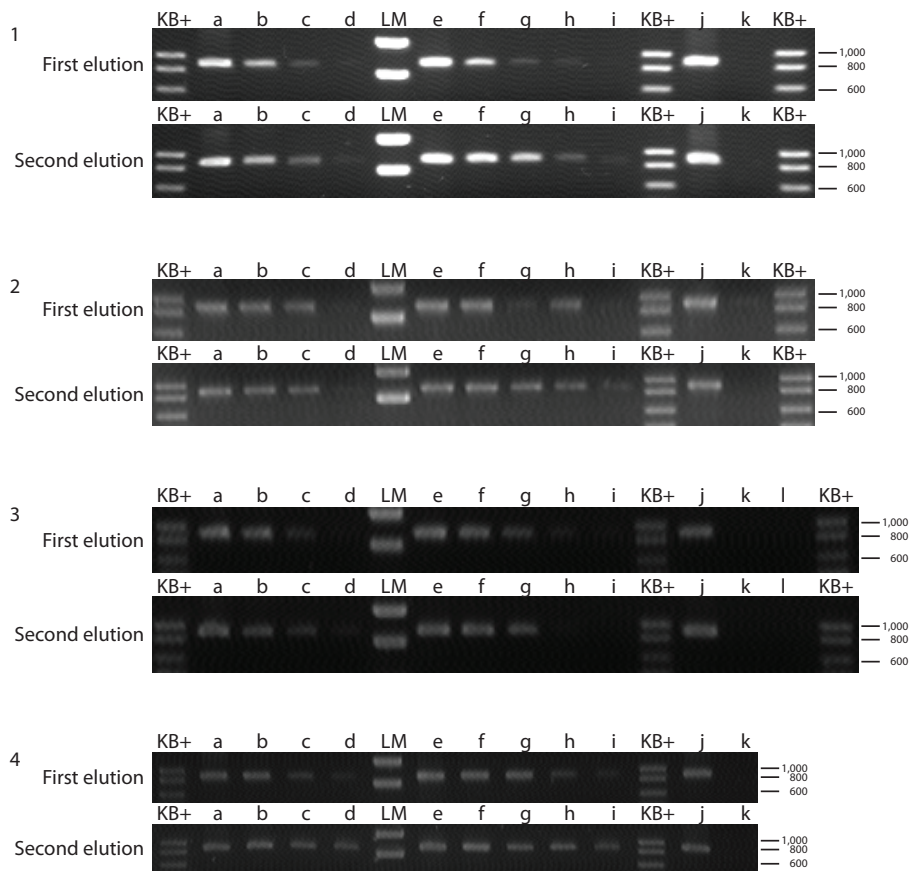 KB+ a b c d LM e f g h i KB+ j k KB+
1
First elution
1,000
800
600
KB+ a b c d LM e f g h i KB+ j k KB+
Second elution
1,000
800
600
KB+ a b c d LM e f g h i KB+ j k KB+
2
First elution
1,000
800
600
KB+ a b c d LM e f g h i KB+ j k KB+
Second elution
1,000
800
600
KB+ a b c d LM e f g h i KB+ j k l KB+
3
First elution
1,000
800
600
KB+ a b c d LM e f g h i KB+ j k l KB+
Second elution
1,000
800
600
KB+ a b c d LM e f g h i KB+ j k
4
First elution
1,000
800
600
KB+ a b c d LM e f g h i KB+ j k
Second elution
1,000
800
600